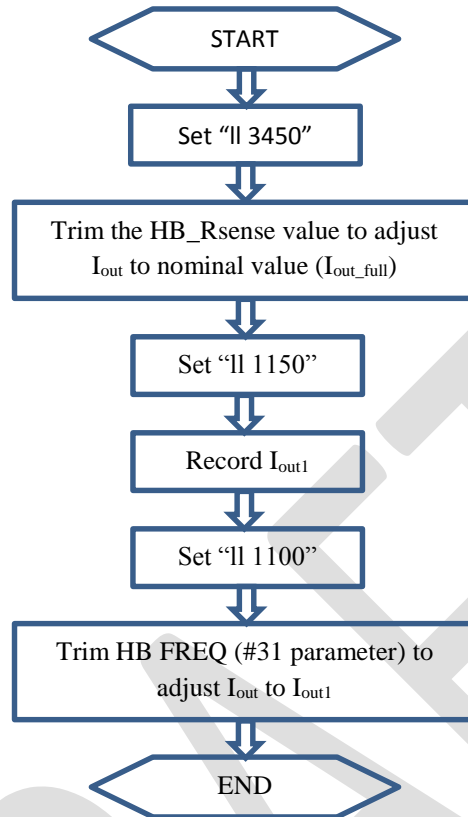 START
Set “ll 3450”
Trim the HB_Rsense value to adjust
Iout to nominal value (Iout_full)
Set “ll 1150”
Record Iout1
Set “ll 1100”
Trim HB FREQ (#31 parameter) to
adjust Iout to Iout1
END